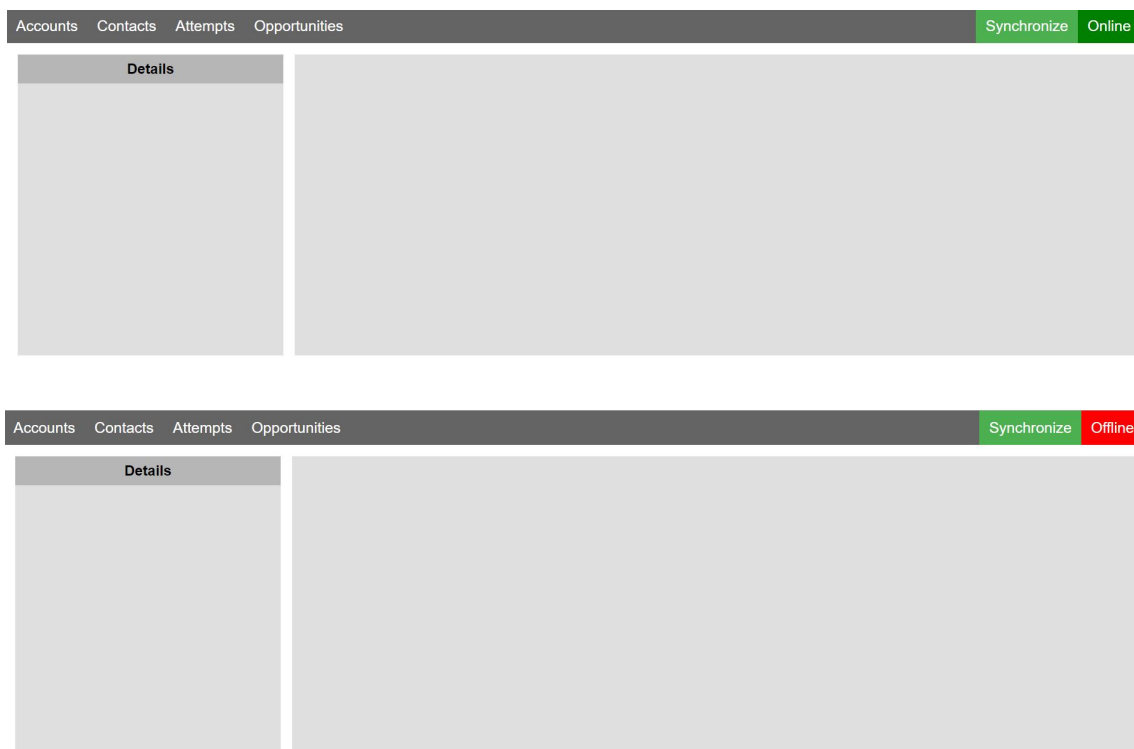 Accounts Contacts Attempts Opportunities Synchronize Online
Details
Accounts Contacts Attempts Opportunities Synchronize Offline
Details